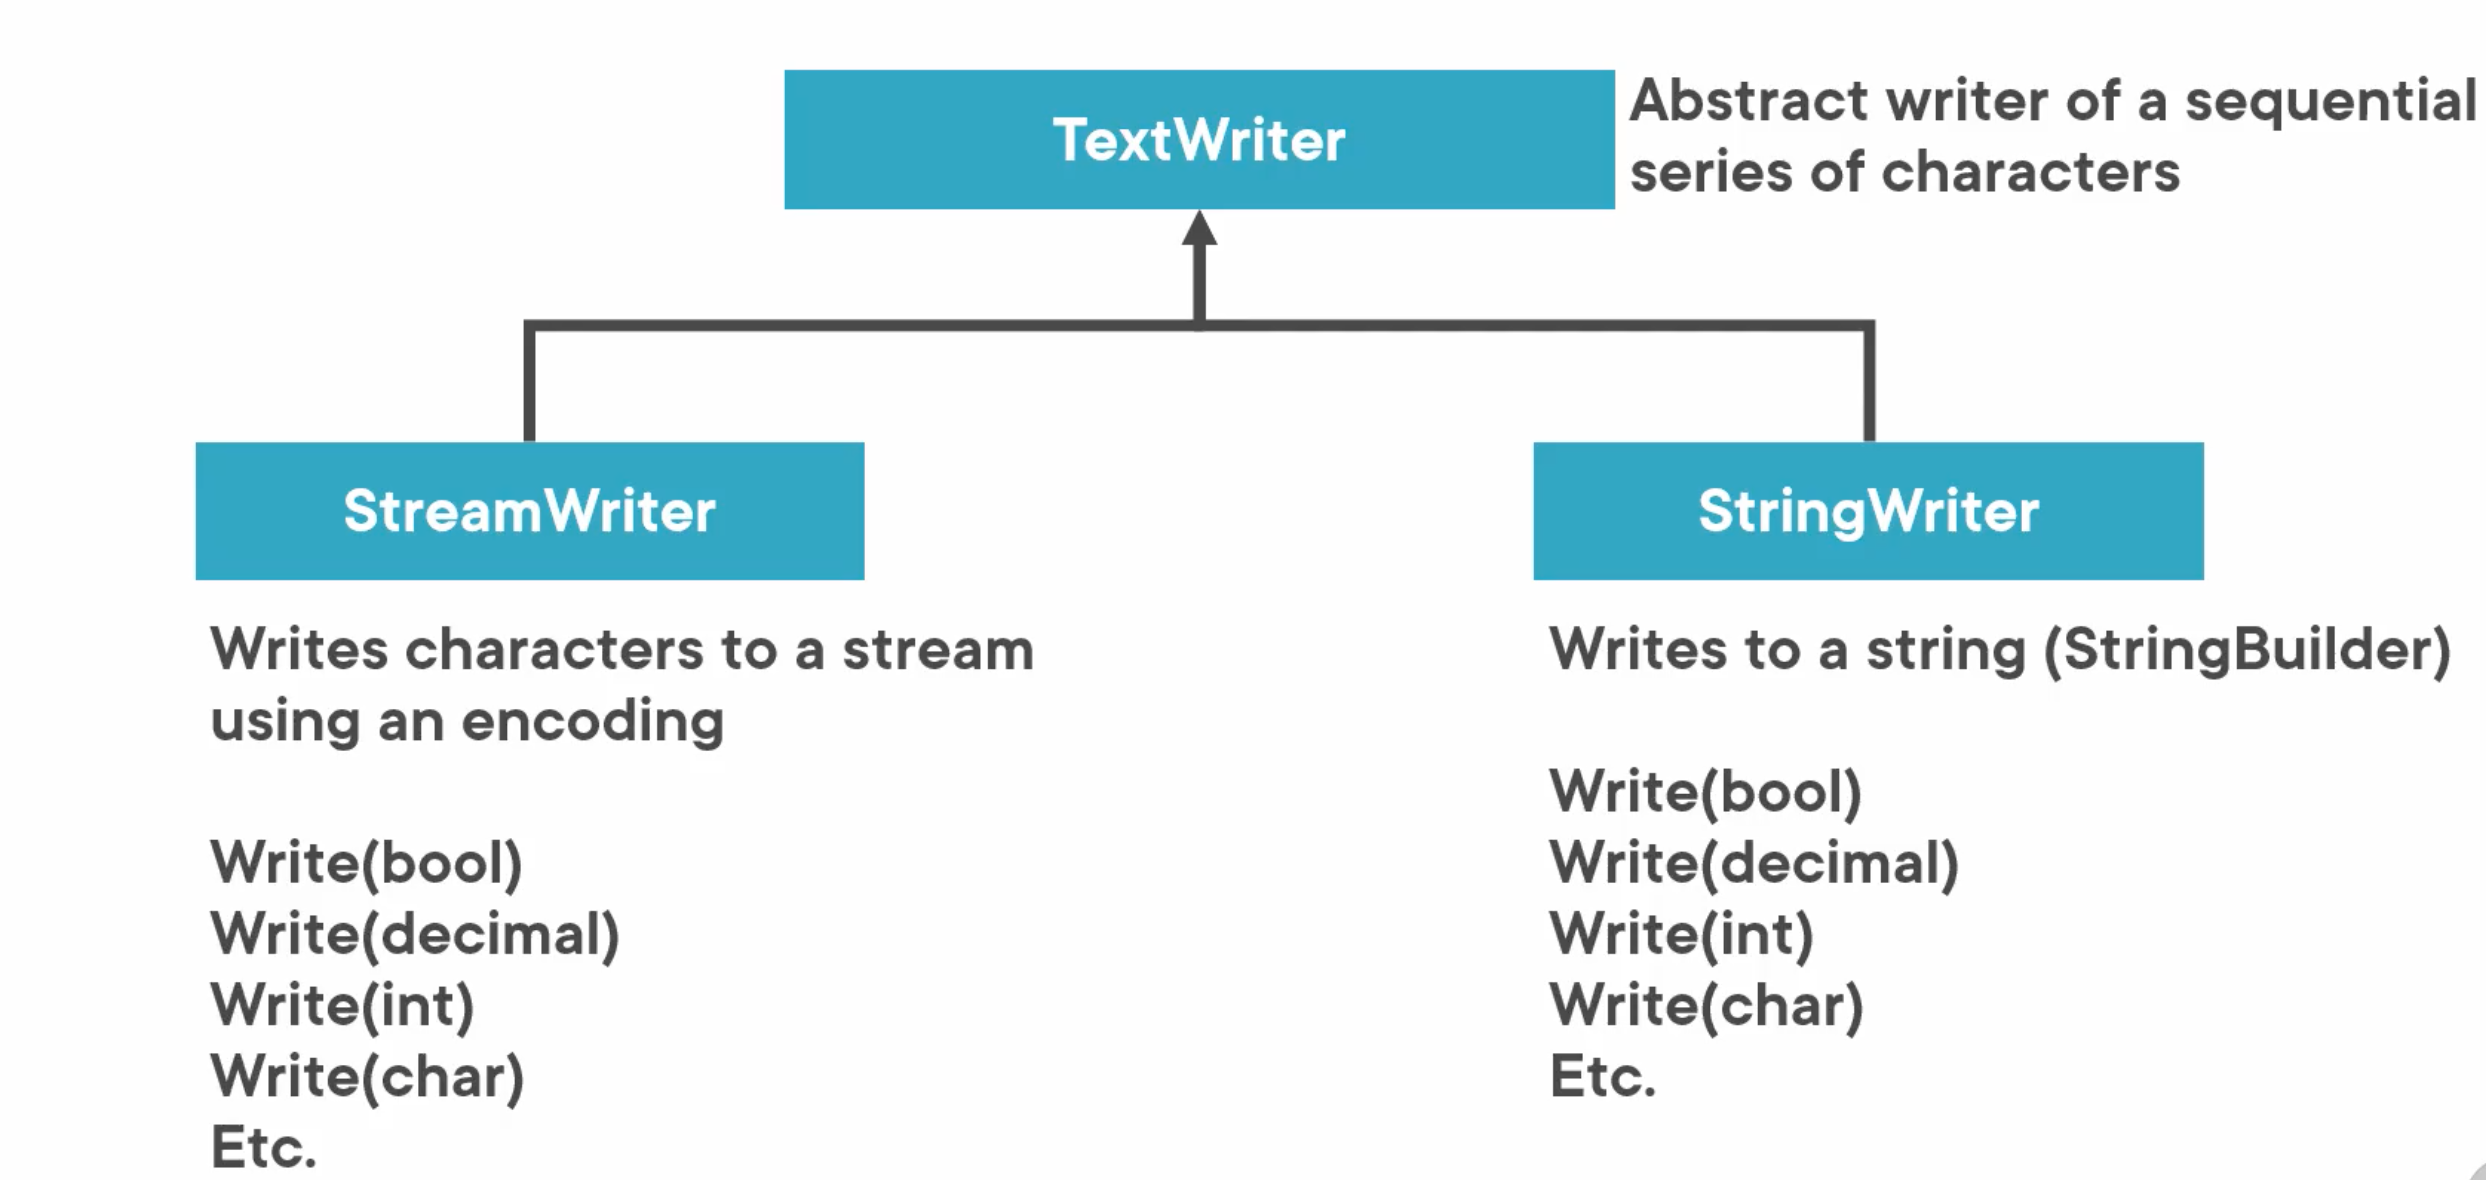 TextWriter
Abstract writer of a sequential
series of characters
StreamWriter
Writes characters to a stream
using an encoding
Write(bool)
Write(decimal)
Write(int)
Write(char)
Etc.
StringWriter
Writes to a string (StringBuilder)
Write(bool)
Write(decimal)
Write(int)
Write(char)
Etc.